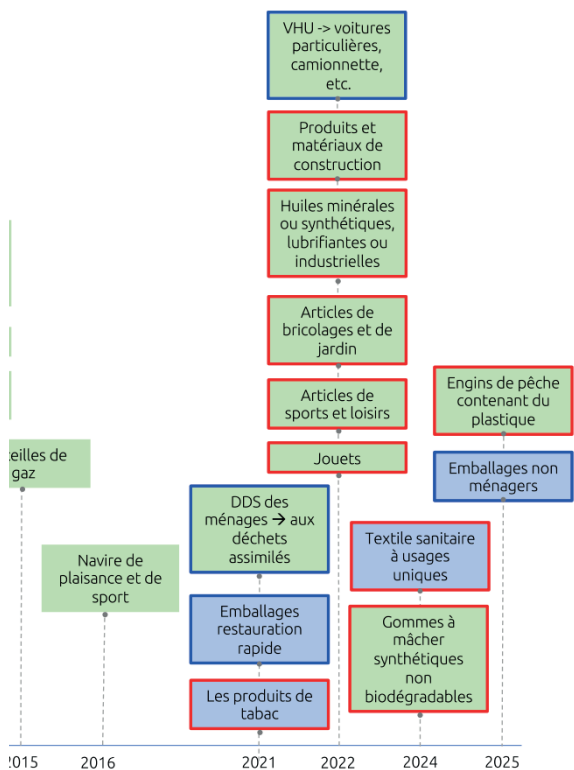 VHU -> voitures
particulières,
camionnette,
etc.
Produits et
matériaux de
construction
Huiles minérales
ou synthétiques,
lubrifiantes ou
industrielles
Articles de
bricolages et de
jardin
Articles de
sports et loisirs
Jouets
Engins de pêche
contenant du
plastique
Emballages non
ménagers
teilles de
gaz
DDS des
ménages → aux
déchets
assimilés
Textile sanitaire
à usages
uniques
Navire de
plaisance et de
sport
Emballages
restauration
rapide
Gommes à
mâcher
synthétiques
non
biodégradables
Les produits de
tabac
2015 2016 2021 2022 2024 2025